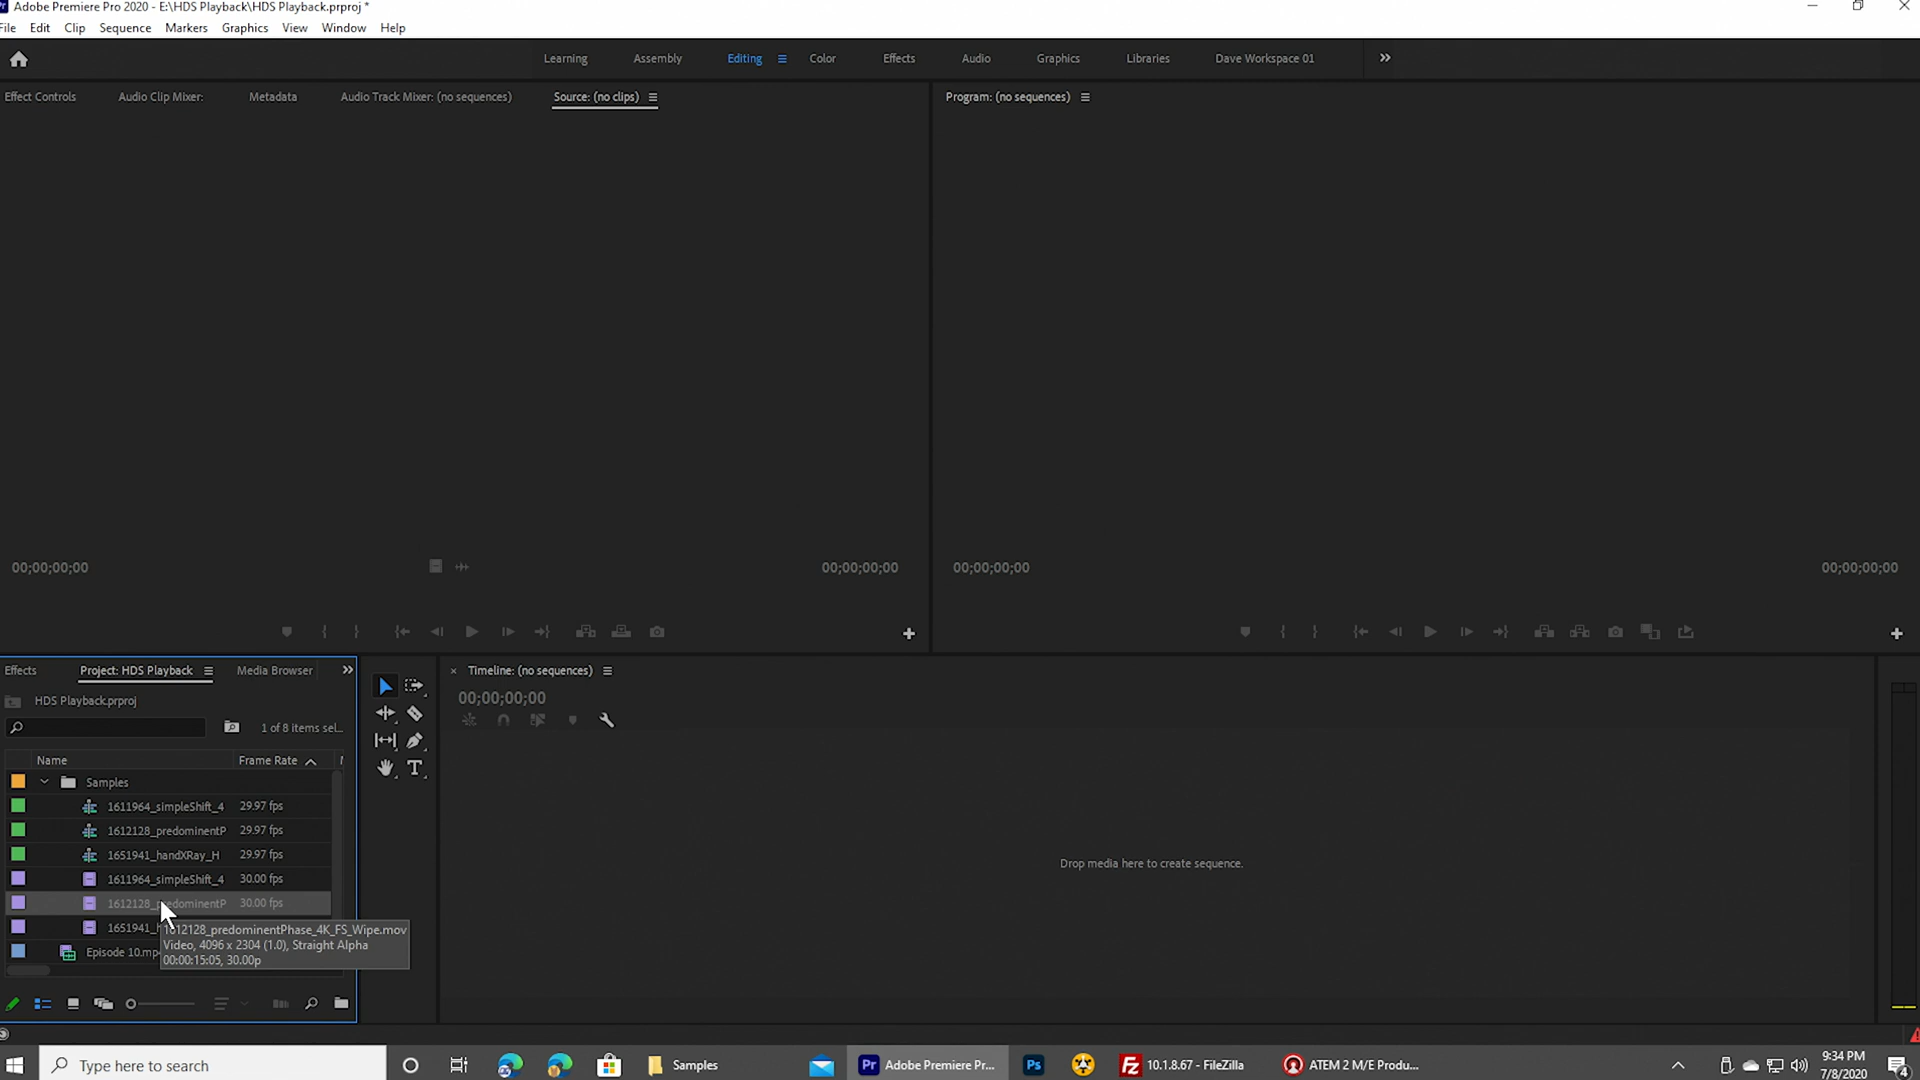 Adobe Premiere Pro 2020 - E:\HDS Playback\HDS Playback.prproj *
File Edit Clip Sequence Markers Graphics View Window Help
Learning Assembly Editing Color Effects Audio Graphics Libraries Dave Workspace 01
Effect Controls Audio Clip Mixer: Metadata Audio Track Mixer: (no sequences) Source: (no clips) Program: (no sequences)
00;00;00;00 00;00;00;00 00;00;00;00 00;00;00;00
Effects Project: HDS Playback Media Browser
HDS Playback.prproj
1 of 8 items sel...
Name Frame Rate
Samples
1611964_simpleShift_4 29.97 fps
1612128_predominentP 29.97 fps
1651941_handXRay_H 29.97 fps
1611964_simpleShift_4 30.00 fps
1612128_predominentP 30.00 fps
1651941_h
Episode 10.mp
1612128_predominentPhase_4K_FS_Wipe.mov
Video, 4096 x 2304 (1.0), Straight Alpha
00:00:15:05, 30.00p
× Timeline: (no sequences)
00;00;00;00
Drop media here to create sequence.
Type here to search
Samples
Adobe Premiere Pr...
Ps
10.1.8.67 - FileZilla
ATEM 2 M/E Produ...
9:34 PM
7/8/2020
4